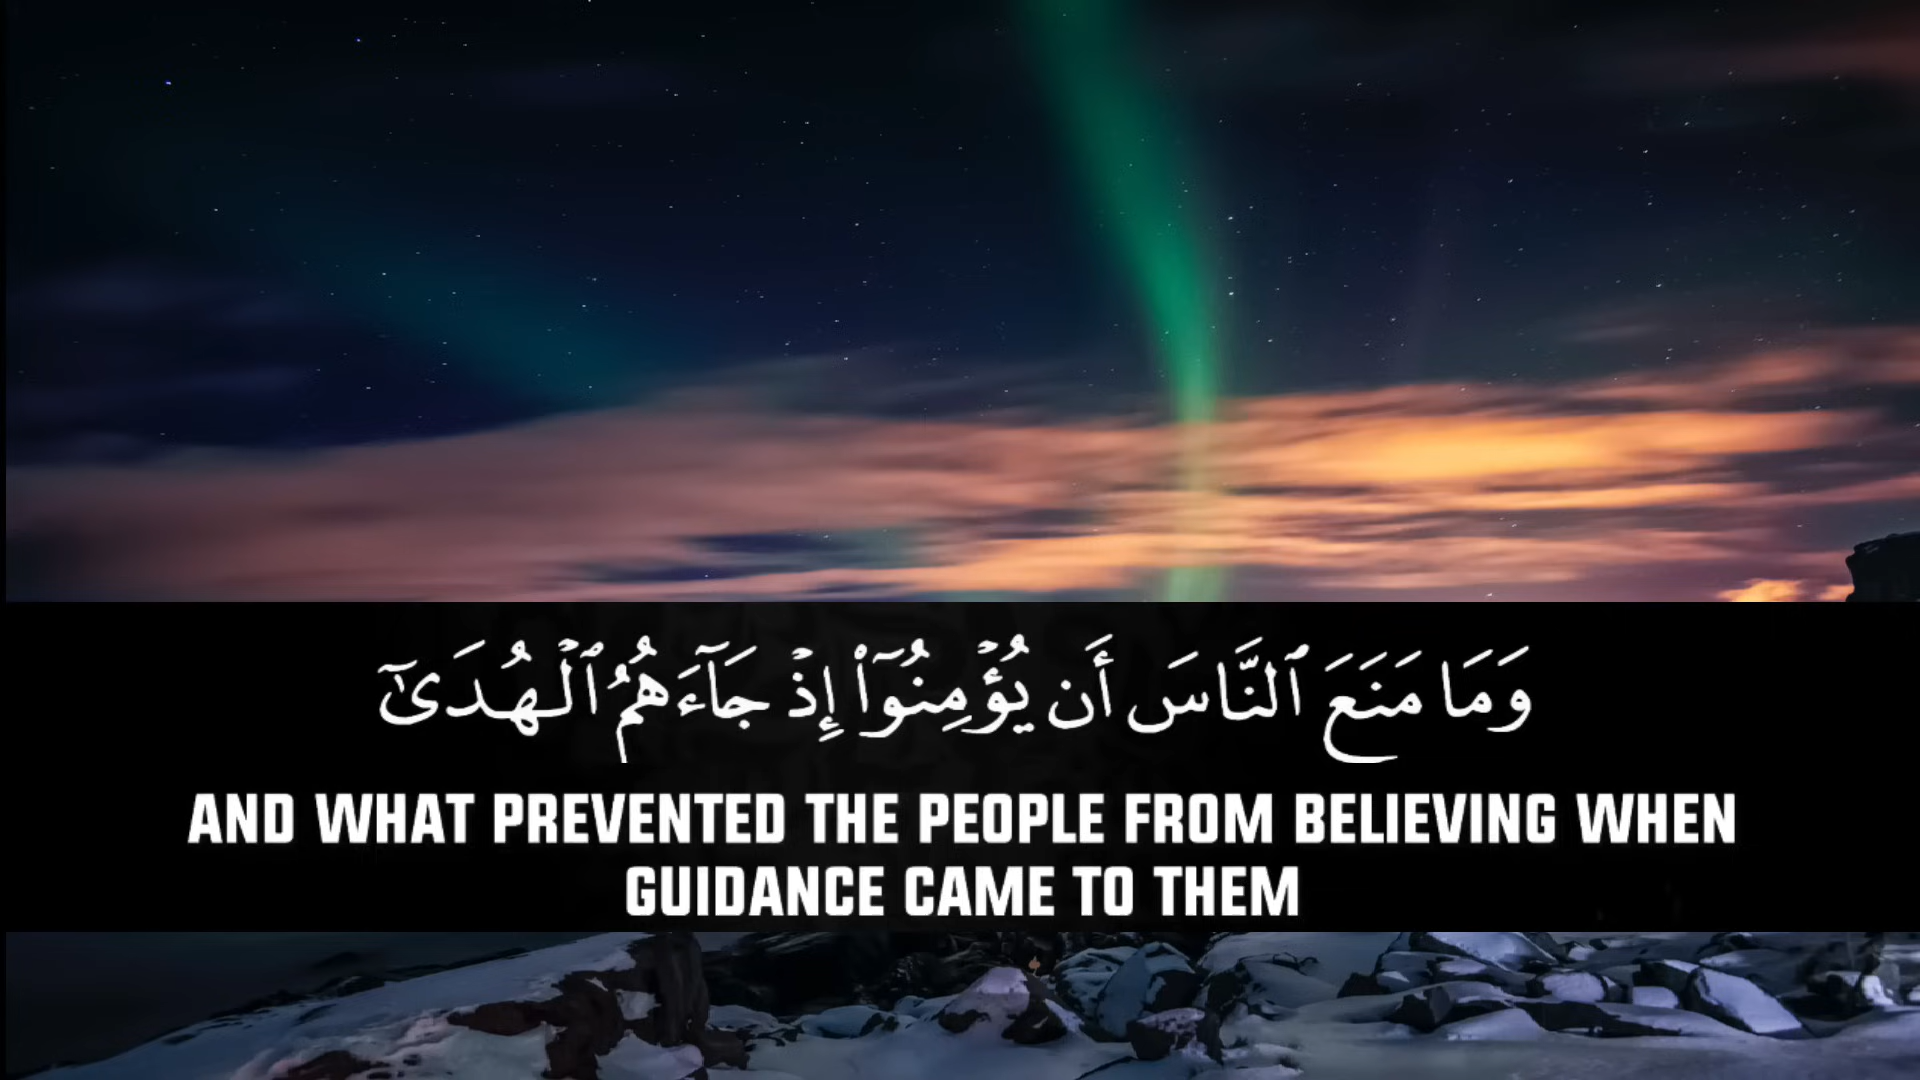 وَمَا مَنَعَ ٱلنَّاسَ أَن يُؤْمِنُوٓا۟ إِذْ جَآءَهُمُ ٱلْهُدَىٰٓ
AND WHAT PREVENTED THE PEOPLE FROM BELIEVING WHEN
GUIDANCE CAME TO THEM